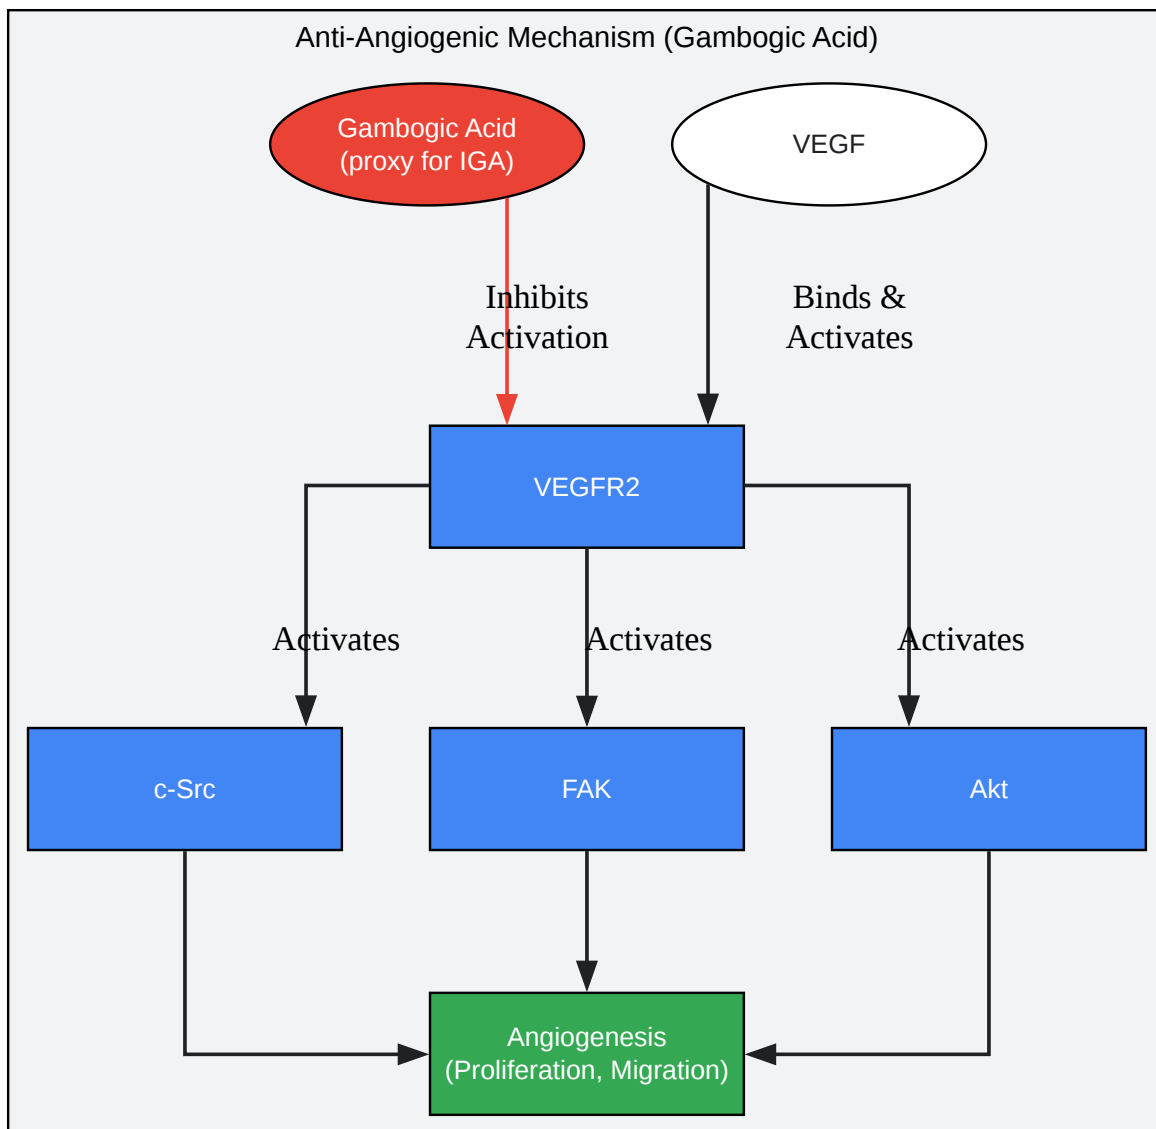 Anti-Angiogenic Mechanism (Gambogic Acid)
Gambogic Acid
(proxy for IGA)
VEGF
Inhibits
Activation
Binds &
Activates
VEGFR2
Activates
Activates
Activates
c-Src
FAK
Akt
Angiogenesis
(Proliferation, Migration)